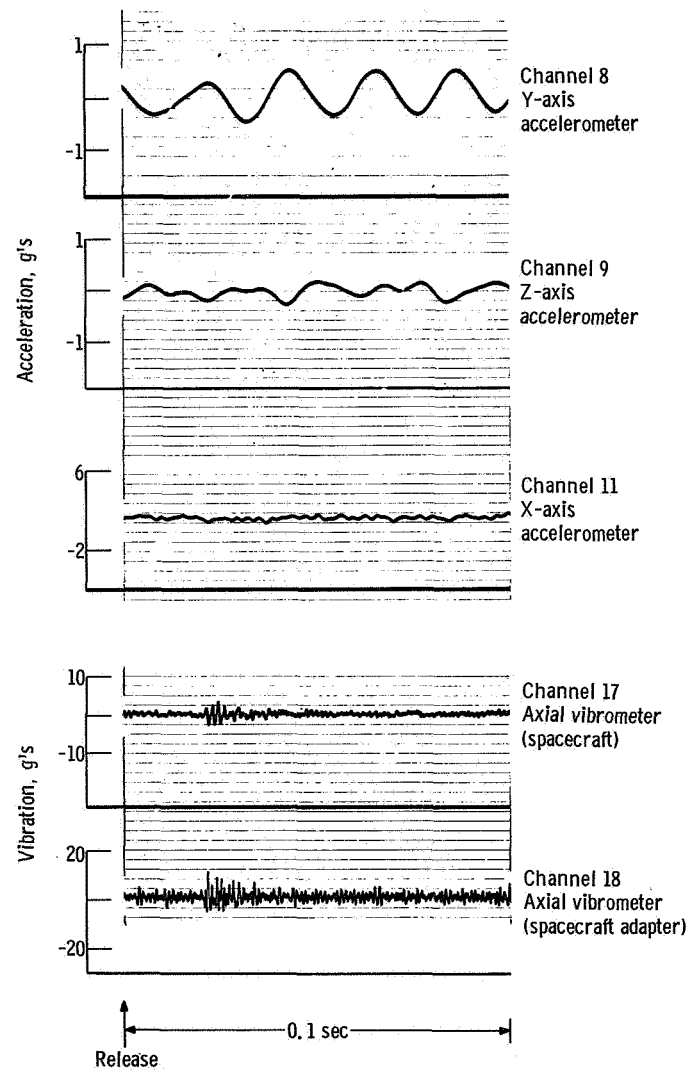 1
-1
Channel 8
Y-axis
accelerometer
Acceleration, g's
1
-1
Channel 9
Z-axis
accelerometer
6
-2
Channel 11
X-axis
accelerometer
Vibration, g's
10
-10
Channel 17
Axial vibrometer
(spacecraft)
20
-20
Channel 18
Axial vibrometer
(spacecraft adapter)
0.1 sec
Release